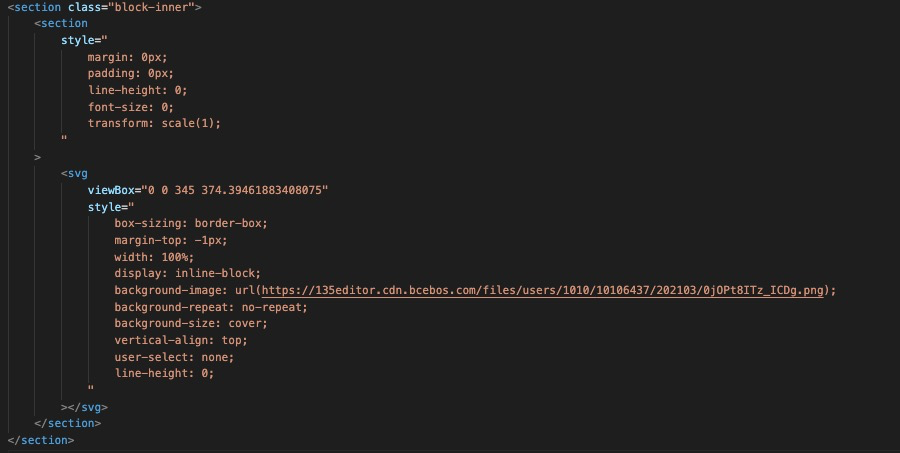 <section class="block-inner">
<section
style="
margin: 0px;
padding: 0px;
line-height: 0;
font-size: 0;
transform: scale(1);
"
>
<svg
viewBox="0 0 345 374.39461883408075"
style="
box-sizing: border-box;
margin-top: -1px;
width: 100%;
display: inline-block;
background-image: url(https://135editor.cdn.bcebos.com/files/users/1010/10106437/202103/0jOPt8ITz_ICDg.png);
background-repeat: no-repeat;
background-size: cover;
vertical-align: top;
user-select: none;
line-height: 0;
"
></svg>
</section>
</section>